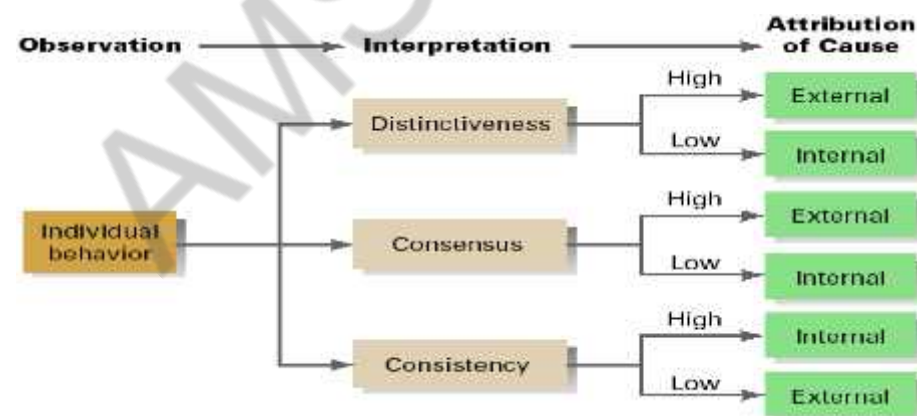 Observation
Interpretation
Attribution
of Cause
Distinctiveness
High
External
Low
Internal
Individual
behavior
Consensus
High
External
Low
Internal
Consistency
High
Internal
Low
External
AMS